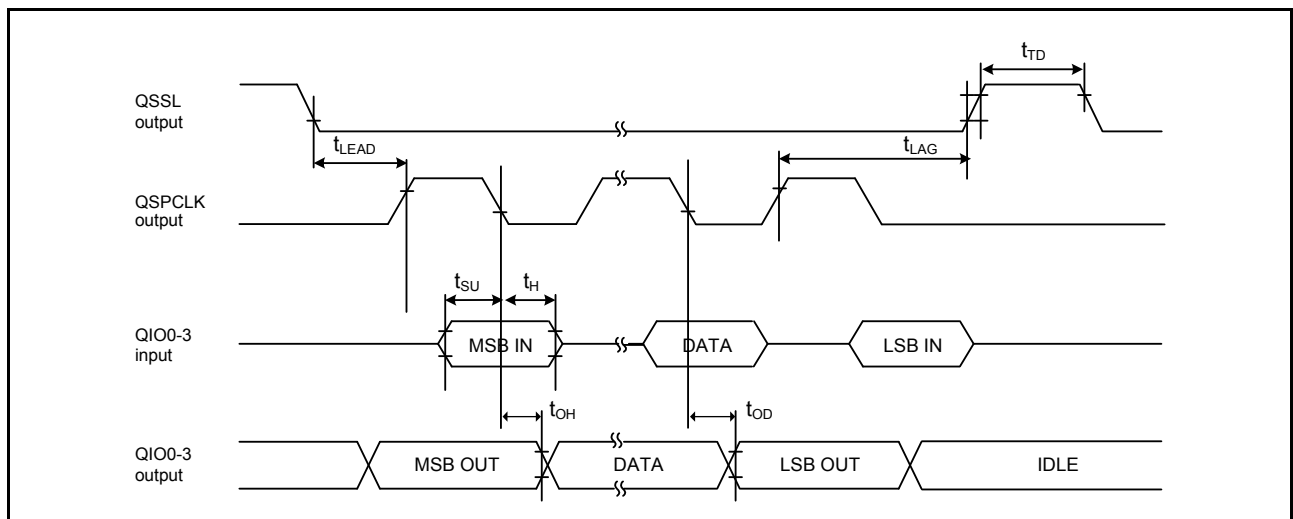 tTD
QSSL
output
tLEAD
tLAG
QSPCLK
output
tSU
tH
QIO0-3
input
MSB IN
DATA
LSB IN
tOH
tOD
QIO0-3
output
MSB OUT
DATA
LSB OUT
IDLE